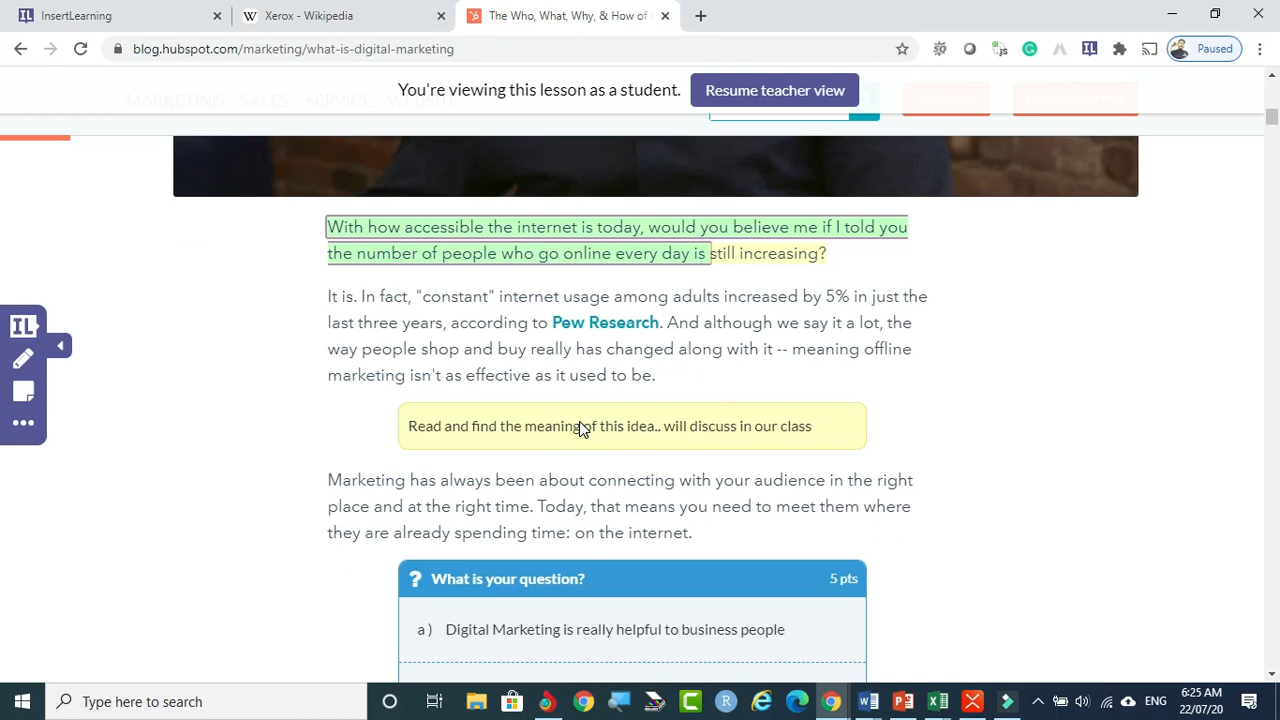 InsertLearning
Xerox - Wikipedia
The Who, What, Why, & How of
blog.hubspot.com/marketing/what-is-digital-marketing
Paused
You're viewing this lesson as a student.
Resume teacher view
MARKETING SALES SERVICE WEBSITE
With how accessible the internet is today, would you believe me if I told you
the number of people who go online every day is still increasing?
It is. In fact, "constant" internet usage among adults increased by 5% in just the
last three years, according to Pew Research. And although we say it a lot, the
way people shop and buy really has changed along with it -- meaning offline
marketing isn't as effective as it used to be.
Read and find the meaning of this idea.. will discuss in our class
Marketing has always been about connecting with your audience in the right
place and at the right time. Today, that means you need to meet them where
they are already spending time: on the internet.
? What is your question? 5 pts
a) Digital Marketing is really helpful to business people
Type here to search
ENG
6:25 AM
22/07/20